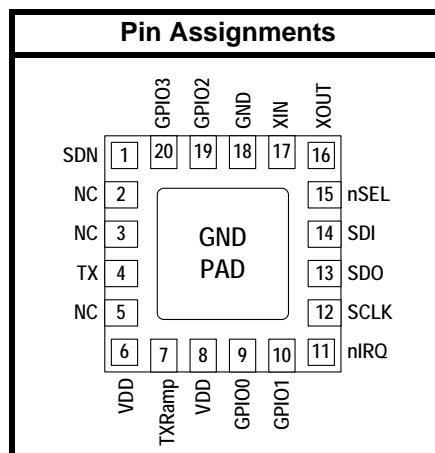 Pin Assignments
GPIO3 GPIO2 GND XIN XOUT
SDN 1 20 19 18 17 16
NC 2 15 nSEL
NC 3 GND 14 SDI
TX 4 PAD 13 SDO
NC 5 12 SCLK
6 7 8 9 10 11 nIRQ
VDD TXRamp VDD GPIO0 GPIO1